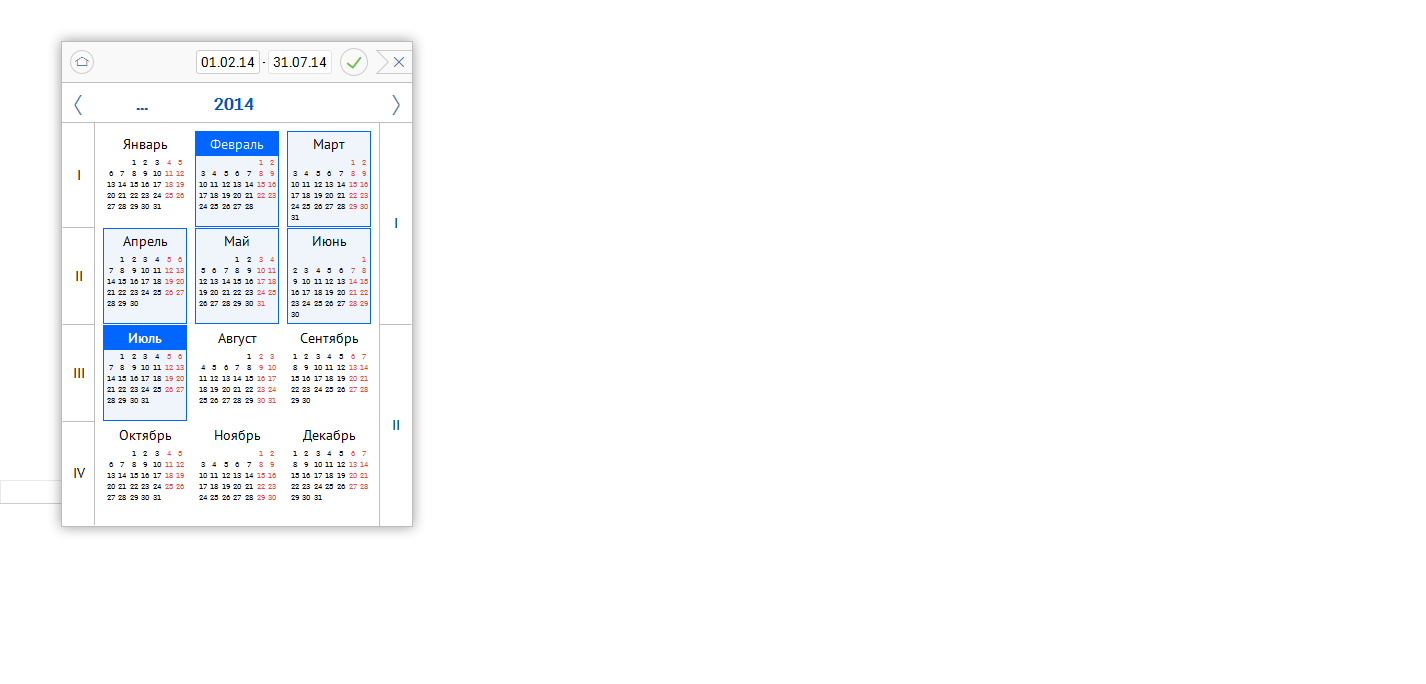 01.02.14 - 31.07.14
... 2014
Январь Февраль Март
1 2 3 4 5 1 2 1 2
6 7 8 9 10 11 12 3 4 5 6 7 8 9 3 4 5 6 7 8 9
13 14 15 16 17 18 19 10 11 12 13 14 15 16 10 11 12 13 14 15 16
I
20 21 22 23 24 25 26 17 18 19 20 21 22 23 17 18 19 20 21 22 23
27 28 29 30 31 24 25 26 27 28 24 25 26 27 28 29 30
31
I
Апрель Май Июнь
1 2 3 4 5 6 1 2 3 4 1
7 8 9 10 11 12 13 5 6 7 8 9 10 11 2 3 4 5 6 7 8
II
14 15 16 17 18 19 20 12 13 14 15 16 17 18 9 10 11 12 13 14 15
21 22 23 24 25 26 27 19 20 21 22 23 24 25 16 17 18 19 20 21 22
28 29 30 26 27 28 29 30 31 23 24 25 26 27 28 29
30
Июль Август Сентябрь
1 2 3 4 5 6 1 2 3 1 2 3 4 5 6 7
7 8 9 10 11 12 13 4 5 6 7 8 9 10 8 9 10 11 12 13 14
III
14 15 16 17 18 19 20 11 12 13 14 15 16 17 15 16 17 18 19 20 21
21 22 23 24 25 26 27 18 19 20 21 22 23 24 22 23 24 25 26 27 28
28 29 30 31 25 26 27 28 29 30 31 29 30
II
Октябрь Ноябрь Декабрь
1 2 3 4 5 1 2 1 2 3 4 5 6 7
6 7 8 9 10 11 12 3 4 5 6 7 8 9 8 9 10 11 12 13 14
IV
13 14 15 16 17 18 19 10 11 12 13 14 15 16 15 16 17 18 19 20 21
20 21 22 23 24 25 26 17 18 19 20 21 22 23 22 23 24 25 26 27 28
27 28 29 30 31 24 25 26 27 28 29 30 29 30 31